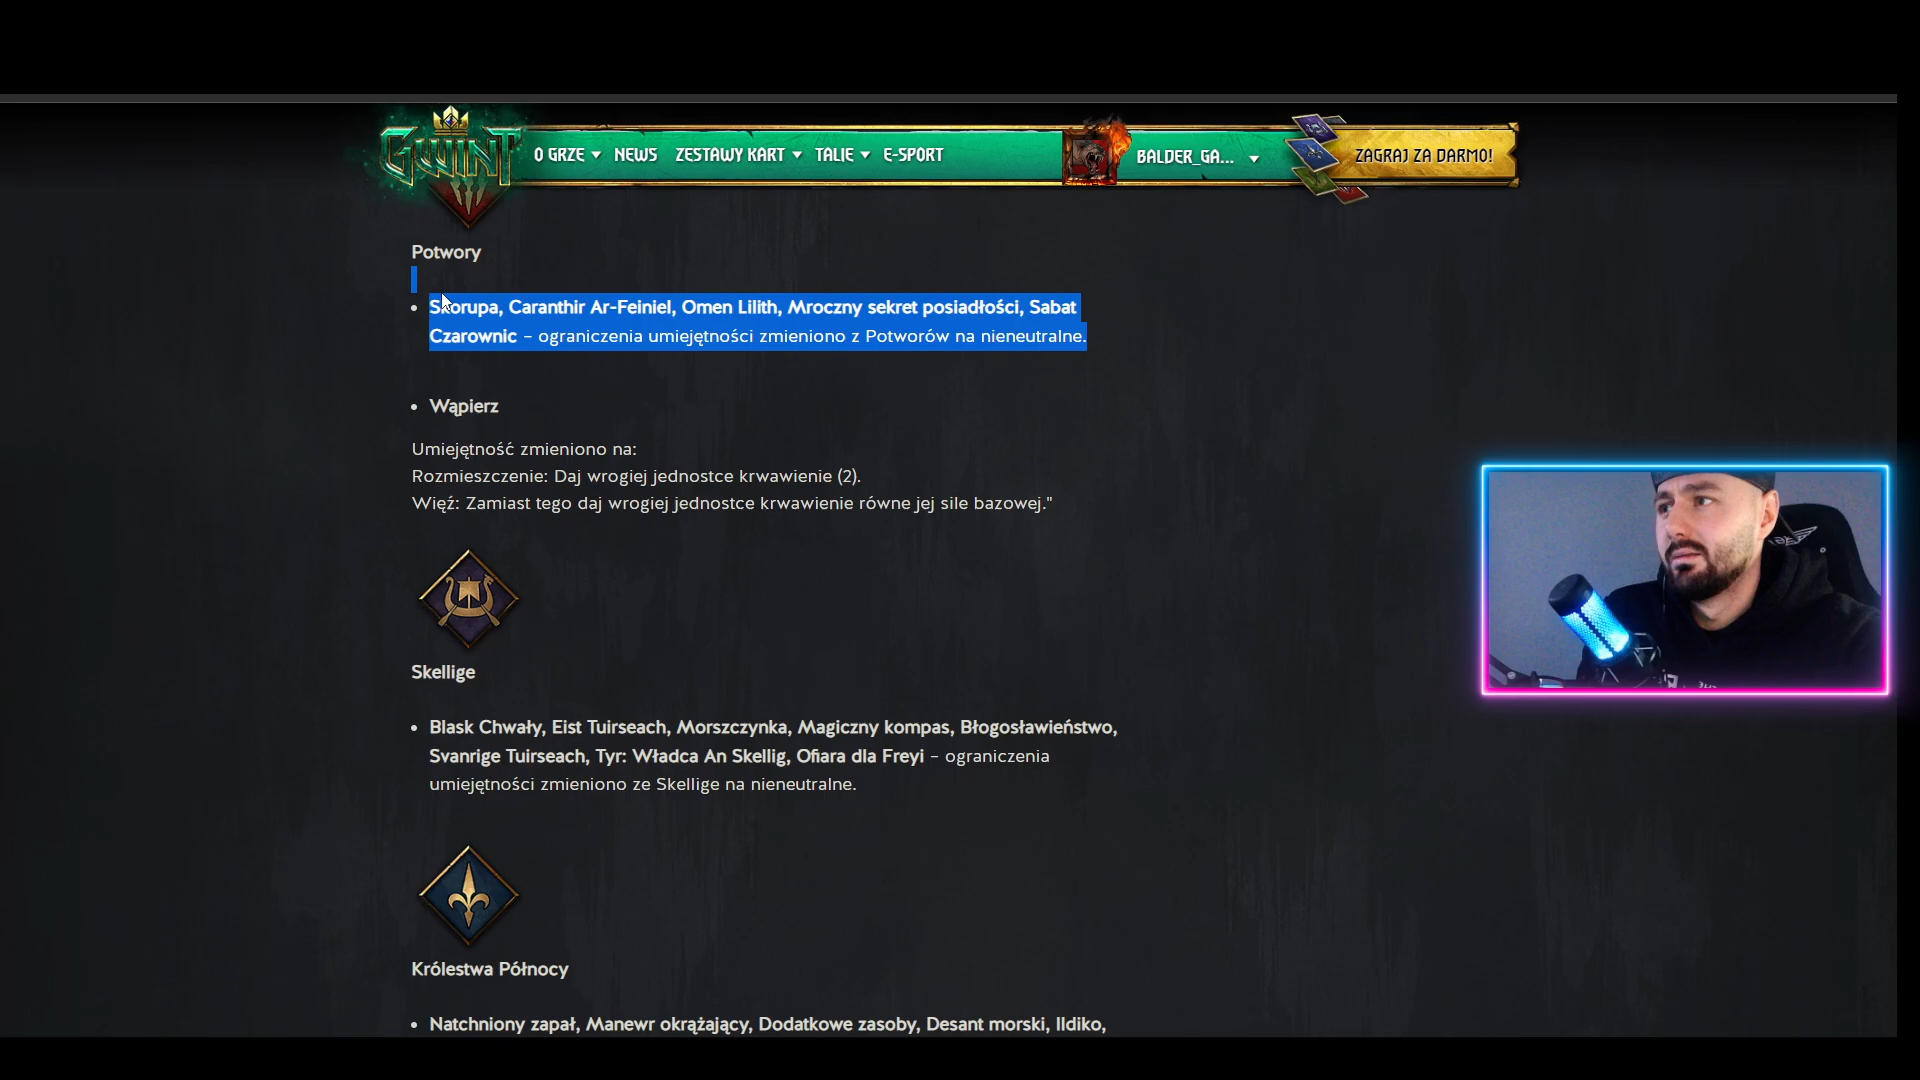 GWINT
O GRZE
NEWS
ZESTAWY KART
TALIE
E-SPORT
BALDER_GA...
ZAGRAJ ZA DARMO!
Potwory
Skorupa, Caranthir Ar-Feiniel, Omen Lilith, Mroczny sekret posiadłości, Sabat
Czarownic – ograniczenia umiejętności zmieniono z Potworów na nieneutralne.
Wąpierz
Umiejętność zmieniono na:
Rozmieszczenie: Daj wrogiej jednostce krwawienie (2).
Więź: Zamiast tego daj wrogiej jednostce krwawienie równe jej sile bazowej."
Skellige
Blask Chwały, Eist Tuirseach, Morszczynka, Magiczny kompas, Błogosławieństwo,
Svanrige Tuirseach, Tyr: Władca An Skellig, Ofiara dla Freyi – ograniczenia
umiejętności zmieniono ze Skellige na nieneutralne.
Królestwa Północy
Natchniony zapał, Manewr okrążający, Dodatkowe zasoby, Desant morski, Ildiko,